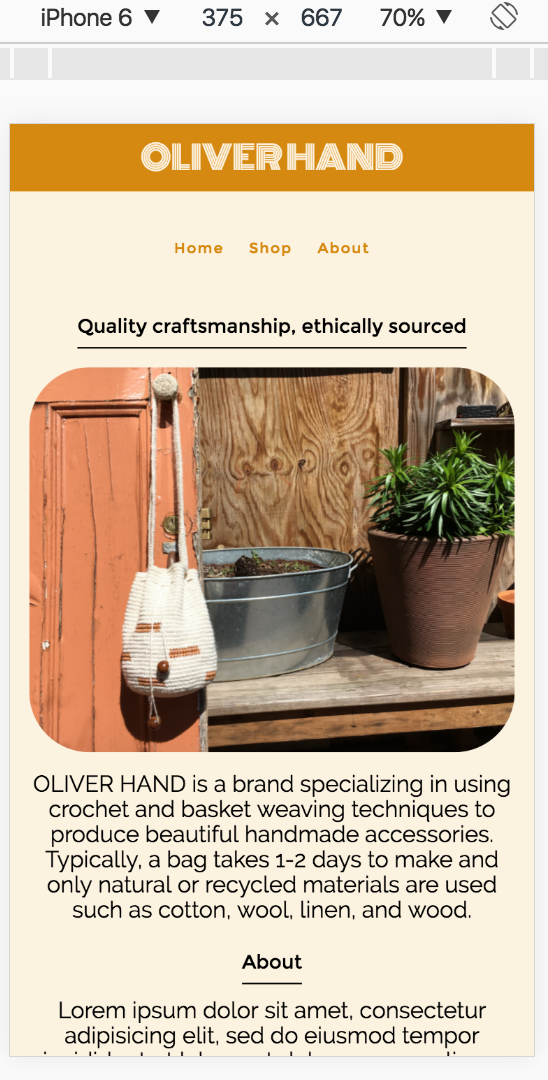 iPhone 6 ▼ 375 × 667 70% ▼
OLIVER HAND
Home Shop About
Quality craftsmanship, ethically sourced
OLIVER HAND is a brand specializing in using
crochet and basket weaving techniques to
produce beautiful handmade accessories.
Typically, a bag takes 1-2 days to make and
only natural or recycled materials are used
such as cotton, wool, linen, and wood.
About
Lorem ipsum dolor sit amet, consectetur
adipisicing elit, sed do eiusmod tempor